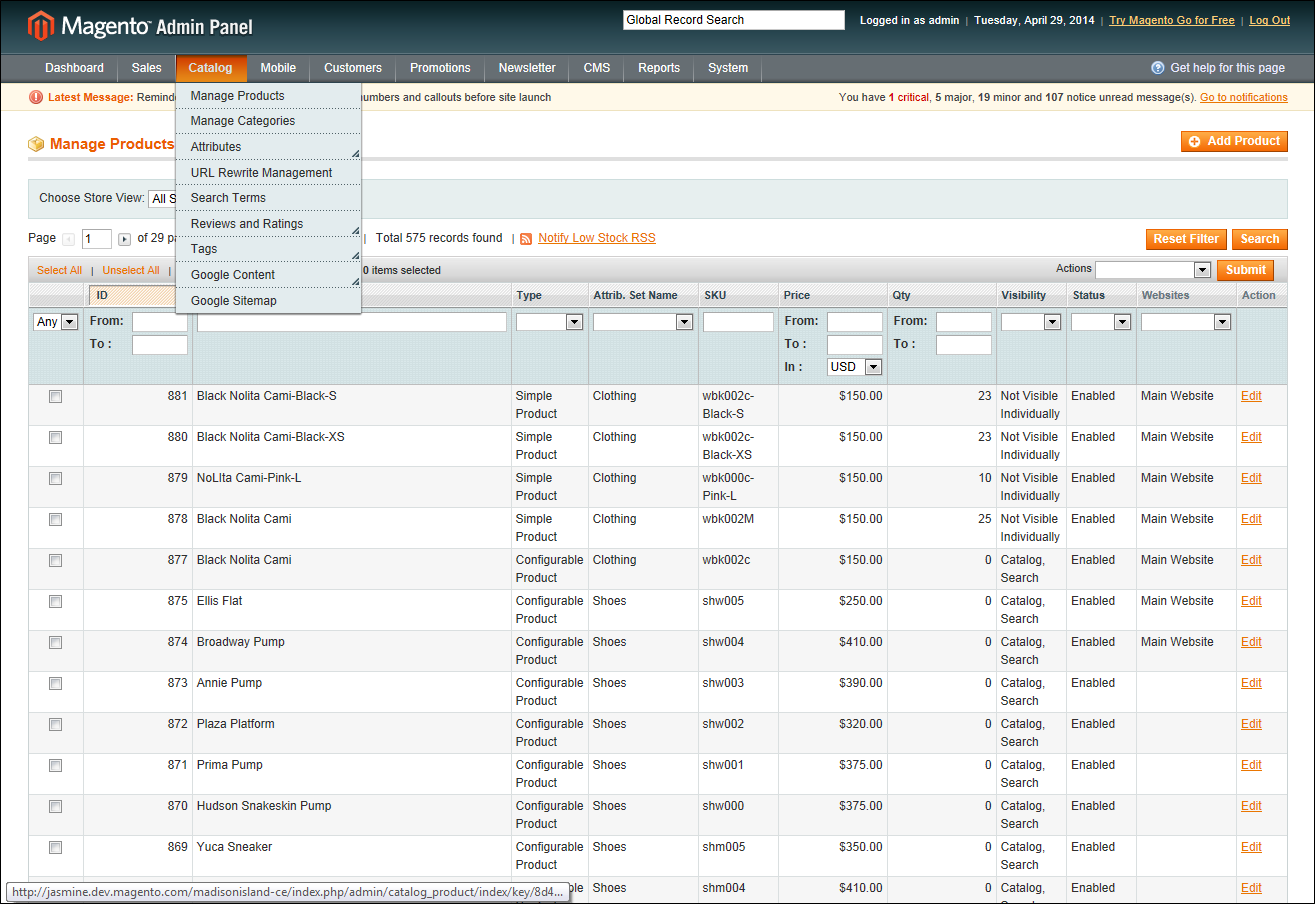 Magento™ Admin Panel
Global Record Search
Logged in as admin | Tuesday, April 29, 2014 | Try Magento Go for Free | Log Out
Dashboard Sales Catalog Mobile Customers Promotions Newsletter CMS Reports System
Get help for this page
Latest Message: umbers and callouts before site launch
You have 1 critical, 5 major, 19 minor and 107 notice unread message(s). Go to notifications
Manage Products
Manage Categories
Attributes
URL Rewrite Management
Search Terms
Reviews and Ratings
Tags
Google Content
Google Sitemap
Manage Products
Add Product
Choose Store View: All S
Page 1 of 29 pa | Total 575 records found | Notify Low Stock RSS
Reset Filter Search
Select All | Unselect All | 0 items selected
Actions Submit
ID Type Attrib. Set Name SKU Price Qty Visibility Status Websites Action
Any From: From: From:
To : To : To :
In : USD
881 Black Nolita Cami-Black-S Simple Product Clothing wbk002c-Black-S $150.00 23 Not Visible Individually Enabled Main Website Edit
880 Black Nolita Cami-Black-XS Simple Product Clothing wbk002c-Black-XS $150.00 23 Not Visible Individually Enabled Main Website Edit
879 NoLIta Cami-Pink-L Simple Product Clothing wbk000c-Pink-L $150.00 10 Not Visible Individually Enabled Main Website Edit
878 Black Nolita Cami Simple Product Clothing wbk002M $150.00 25 Not Visible Individually Enabled Main Website Edit
877 Black Nolita Cami Configurable Product Clothing wbk002c $150.00 0 Catalog, Search Enabled Main Website Edit
875 Ellis Flat Configurable Product Shoes shw005 $250.00 0 Catalog, Search Enabled Main Website Edit
874 Broadway Pump Configurable Product Shoes shw004 $410.00 0 Catalog, Search Enabled Main Website Edit
873 Annie Pump Configurable Product Shoes shw003 $390.00 0 Catalog, Search Enabled Edit
872 Plaza Platform Configurable Product Shoes shw002 $320.00 0 Catalog, Search Enabled Edit
871 Prima Pump Configurable Product Shoes shw001 $375.00 0 Catalog, Search Enabled Edit
870 Hudson Snakeskin Pump Configurable Product Shoes shw000 $375.00 0 Catalog, Search Enabled Edit
869 Yuca Sneaker Configurable Product Shoes shm005 $350.00 0 Catalog, Search Enabled Edit
ble Shoes shm004 $410.00 0 Catalog, Enabled Edit
http://jasmine.dev.magento.com/madisonisland-ce/index.php/admin/catalog_product/index/key/8d4...